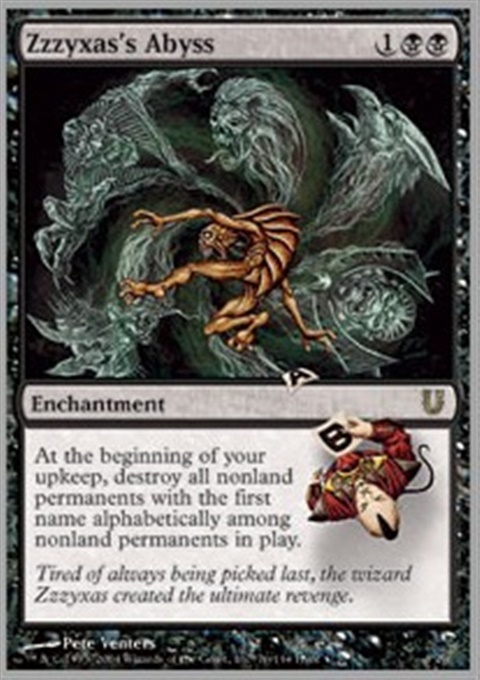 Zzzyxas's Abyss 1
A
Enchantment
B
At the beginning of your
upkeep, destroy all nonland
permanents with the first
name alphabetically among
nonland permanents in play.
Tired of always being picked last, the wizard
Zzzyxas created the ultimate revenge.
Pete Venters